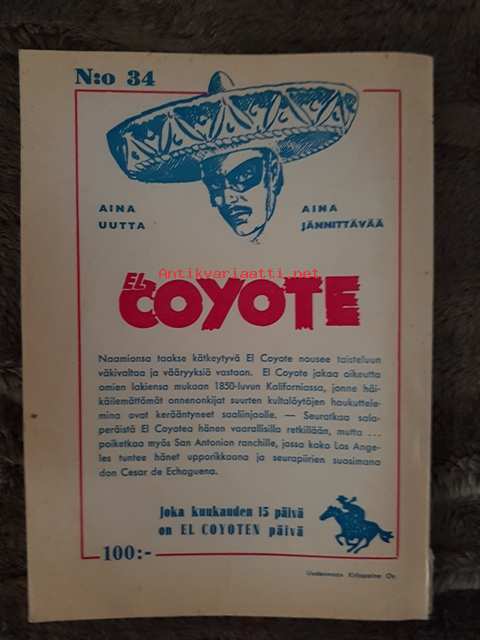 N:o 34
AINA
UUTTA
AINA
JÄNNITTÄVÄÄ
Antikvariaatti.net
EL
COYOTE
Naamionsa taakse kätkeytyvä El Coyote nousee taisteluun
väkivaltaa ja vääryyksiä vastaan. El Coyote jakaa oikeutta
omien lakiensa mukaan 1850-luvun Kaliforniassa, jonne häi-
käilemättömät onnenonkijat suurten kultalöytöjen houkuttele-
mina ovat kerääntyneet saaliinjaolle. — Seuratkaa sala-
peräistä El Coyotea hänen vaarallisilla retkillään, mutta ...
poiketkaa myös San Antonion ranchille, jossa koko Los Ange-
les tuntee hänet upporikkaana ja seurapiirien suosimana
don Cesar de Echaguena.
Joka kuukauden 15 päivä
on EL COYOTEN päivä
100:-
Uudenmaan Kirjapaino Oy.